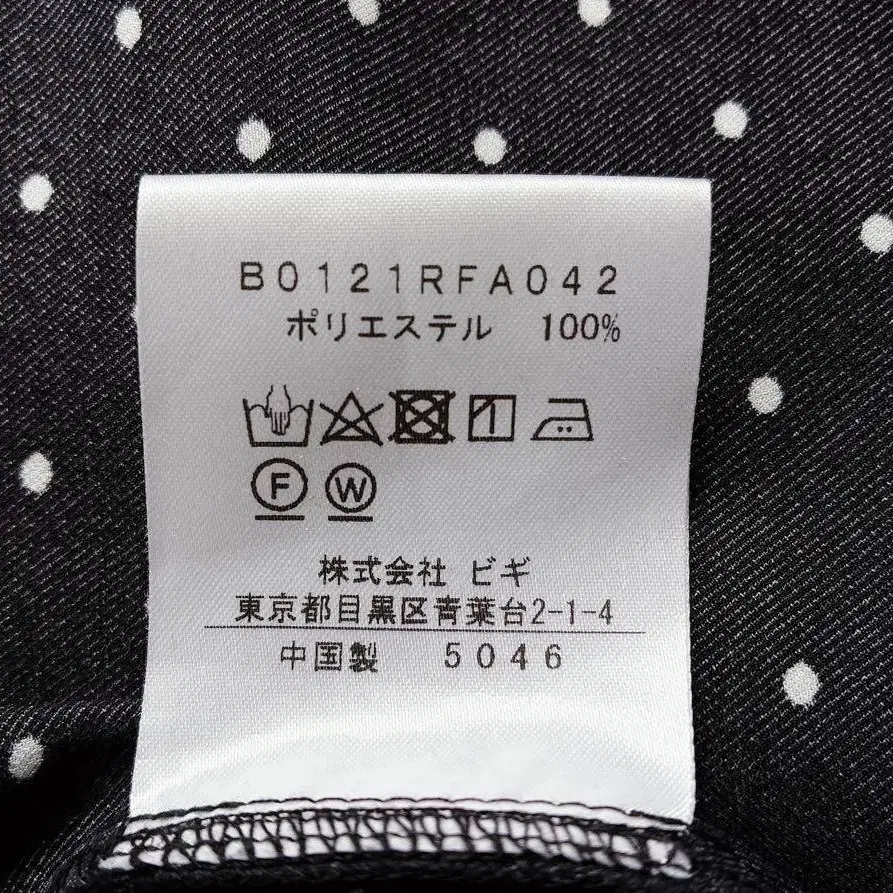 B0121RFA042
ポリエステル 100%
F W
株式会社 ビギ
東京都目黒区青葉台2-1-4
中国製 5046